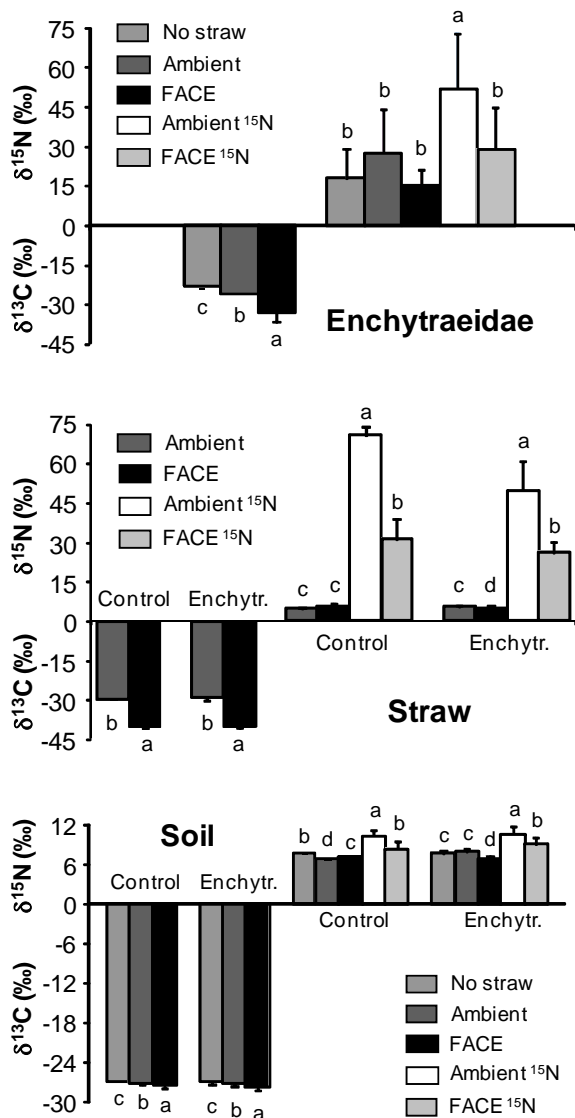 δ15N (‰)
δ13C (‰)
75
60
45
30
15
0
-15
-30
-45
No straw
Ambient
FACE
Ambient 15N
FACE 15N
b
b
b
a
b
c
b
a
Enchytraeidae
δ15N (‰)
δ13C (‰)
75
60
45
30
15
0
-15
-30
-45
Ambient
FACE
Ambient 15N
FACE 15N
Control Enchytr.
c c a b c d a b
Control Enchytr.
b a b a
Straw
δ15N (‰)
δ13C (‰)
12
6
0
-6
-12
-18
-24
-30
Soil
Control Enchytr.
b d c a b c c d a b
Control Enchytr.
No straw
Ambient
FACE
Ambient 15N
FACE 15N
c b a c b a